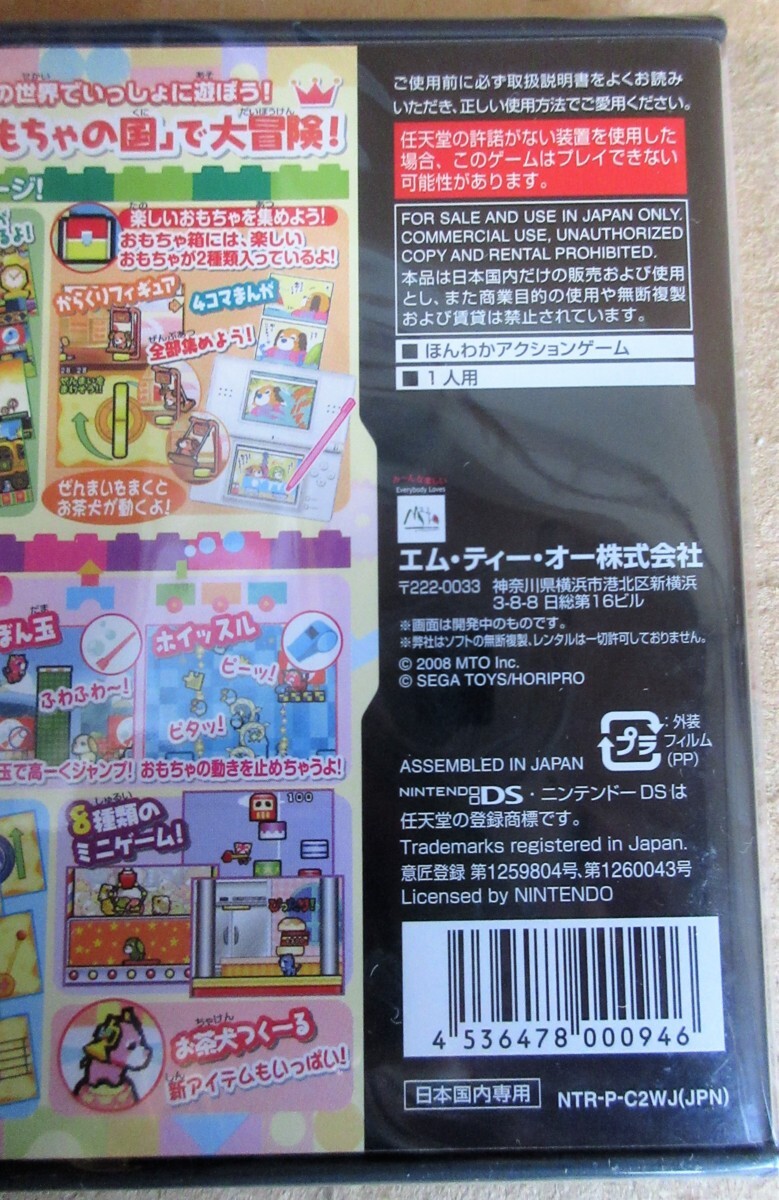 の世界でいっしょに遊ぼう!
もちゃの国」で大冒険!
ージ!
るよ!
楽しいおもちゃを集めよう!
おもちゃ箱には、楽しい
おもちゃが2種類入っているよ!
からくりフィギュア
4コマまんが
全部集めよう!
ぜんまいをまくと
お茶犬が動くよ!
ぼん玉
ふわふわ〜!
玉で高ーくジャンプ!
ホイッスル
ピーッ!
ピタッ!
おもちゃの動きを止めちゃうよ!
8種類の
ミニゲーム!
100
お茶犬つくーる
新アイテムもいっぱい!
ご使用前に必ず取扱説明書をよくお読み
いただき、正しい使用方法でご愛用ください。
任天堂の許諾がない装置を使用した
場合、このゲームはプレイできない
可能性があります。
FOR SALE AND USE IN JAPAN ONLY.
COMMERCIAL USE, UNAUTHORIZED
COPY AND RENTAL PROHIBITED.
本品は日本国内だけの販売および使用
とし、また商業目的の使用や無断複製
および賃貸は禁止されています。
■ ほんわかアクションゲーム
■ 1人用
Everybody Loves
エム・ティー・オー株式会社
〒222-0033 神奈川県横浜市港北区新横浜
3-8-8 日総第16ビル
※画面は開発中のものです。
※弊社はソフトの無断複製、レンタルは一切許可しておりません。
© 2008 MTO Inc.
© SEGA TOYS/HORIPRO
プラ
:外装
フィルム
(PP)
ASSEMBLED IN JAPAN
NINTENDO DS・ニンテンドーDSは
任天堂の登録商標です。
Trademarks registered in Japan.
意匠登録 第1259804号、第1260043号
Licensed by NINTENDO
4 536478 000946
日本国内専用
NTR-P-C2WJ(JPN)